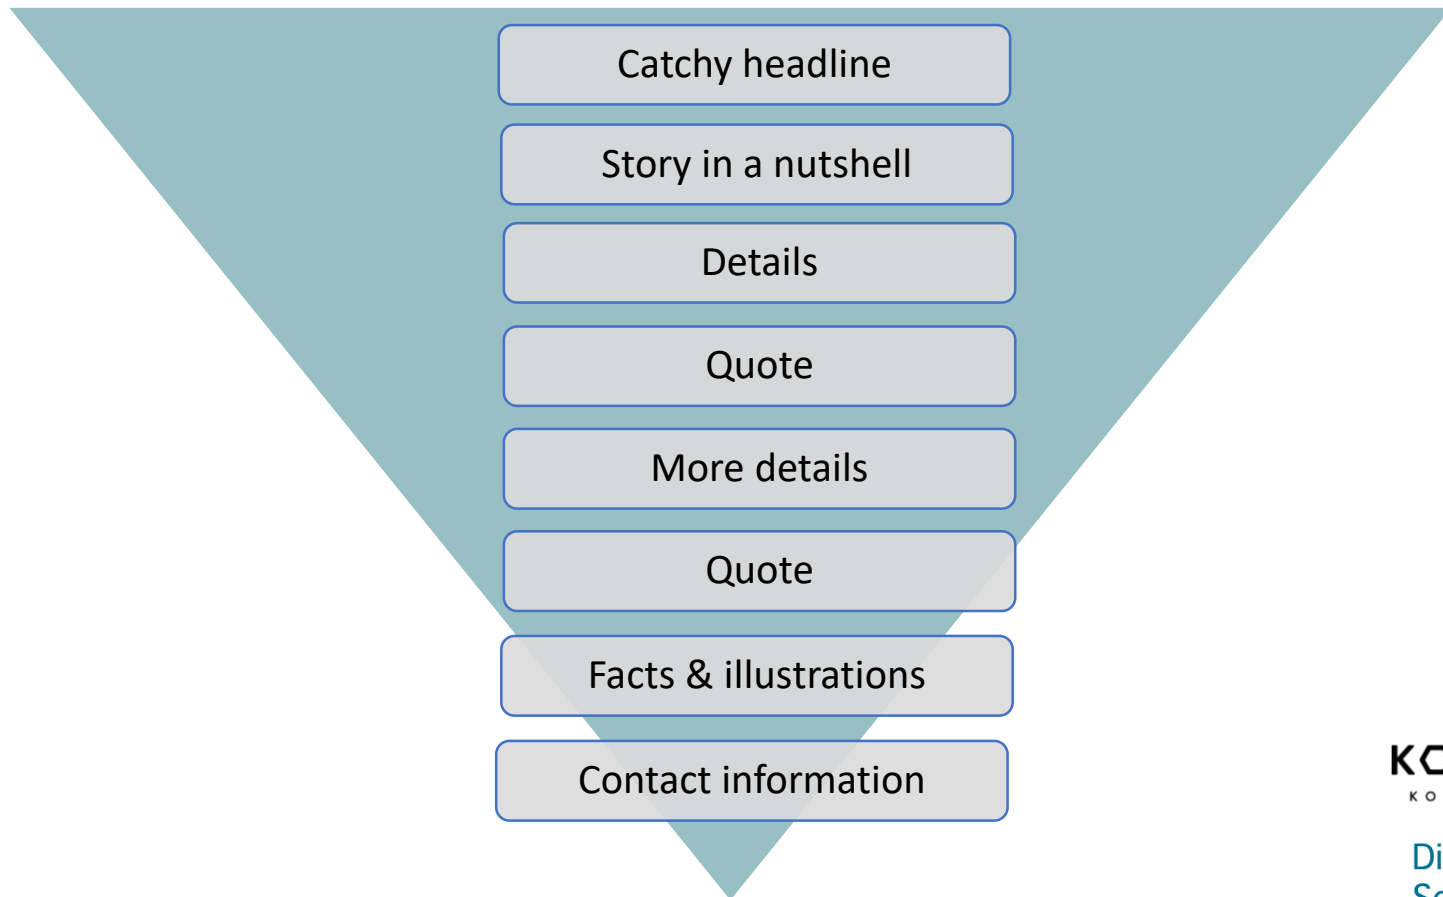 Catchy headline
Story in a nutshell
Details
Quote
More details
Quote
Facts & illustrations
Contact information